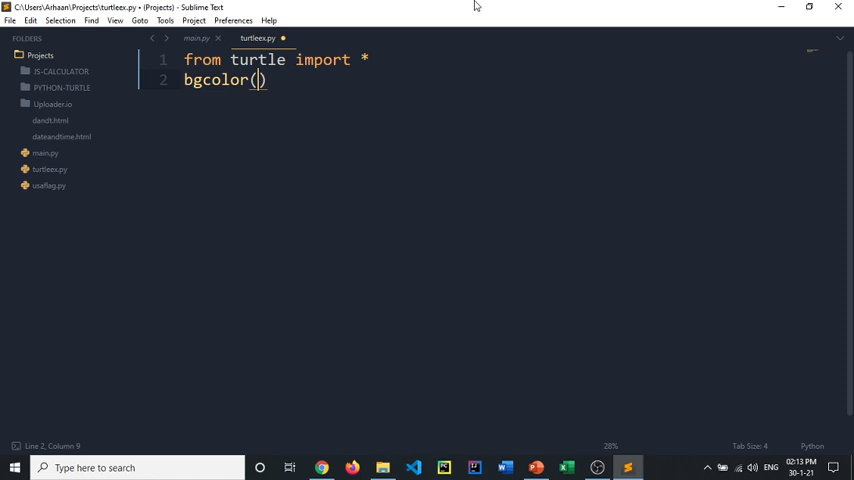 C:\Users\Arhaan\Projects\turtleex.py • (Projects) - Sublime Text
File Edit Selection Find View Goto Tools Project Preferences Help
FOLDERS
Projects
JS-CALCULATOR
PYTHON-TURTLE
Uploader.io
dandt.html
dateandtime.html
main.py
turtleex.py
usaflag.py
main.py
turtleex.py
1 from turtle import *
2 bgcolor()
Line 2, Column 9
28%
Tab Size: 4
Python
Type here to search
ENG
02:13 PM
30-1-21